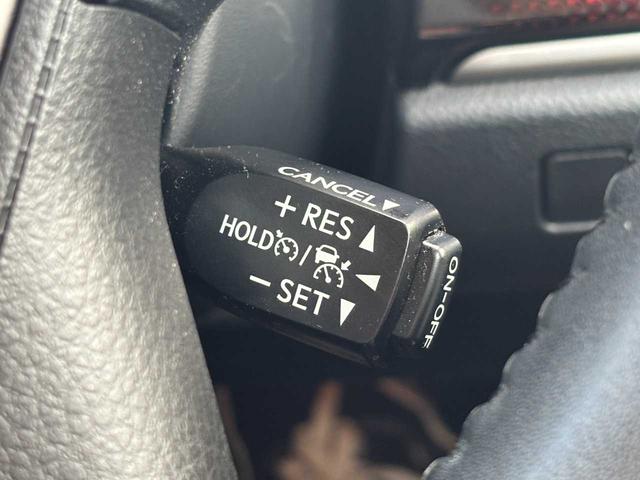 CANCEL▼
+ RES ▲
HOLD /
- SET ▼
ON-OFF